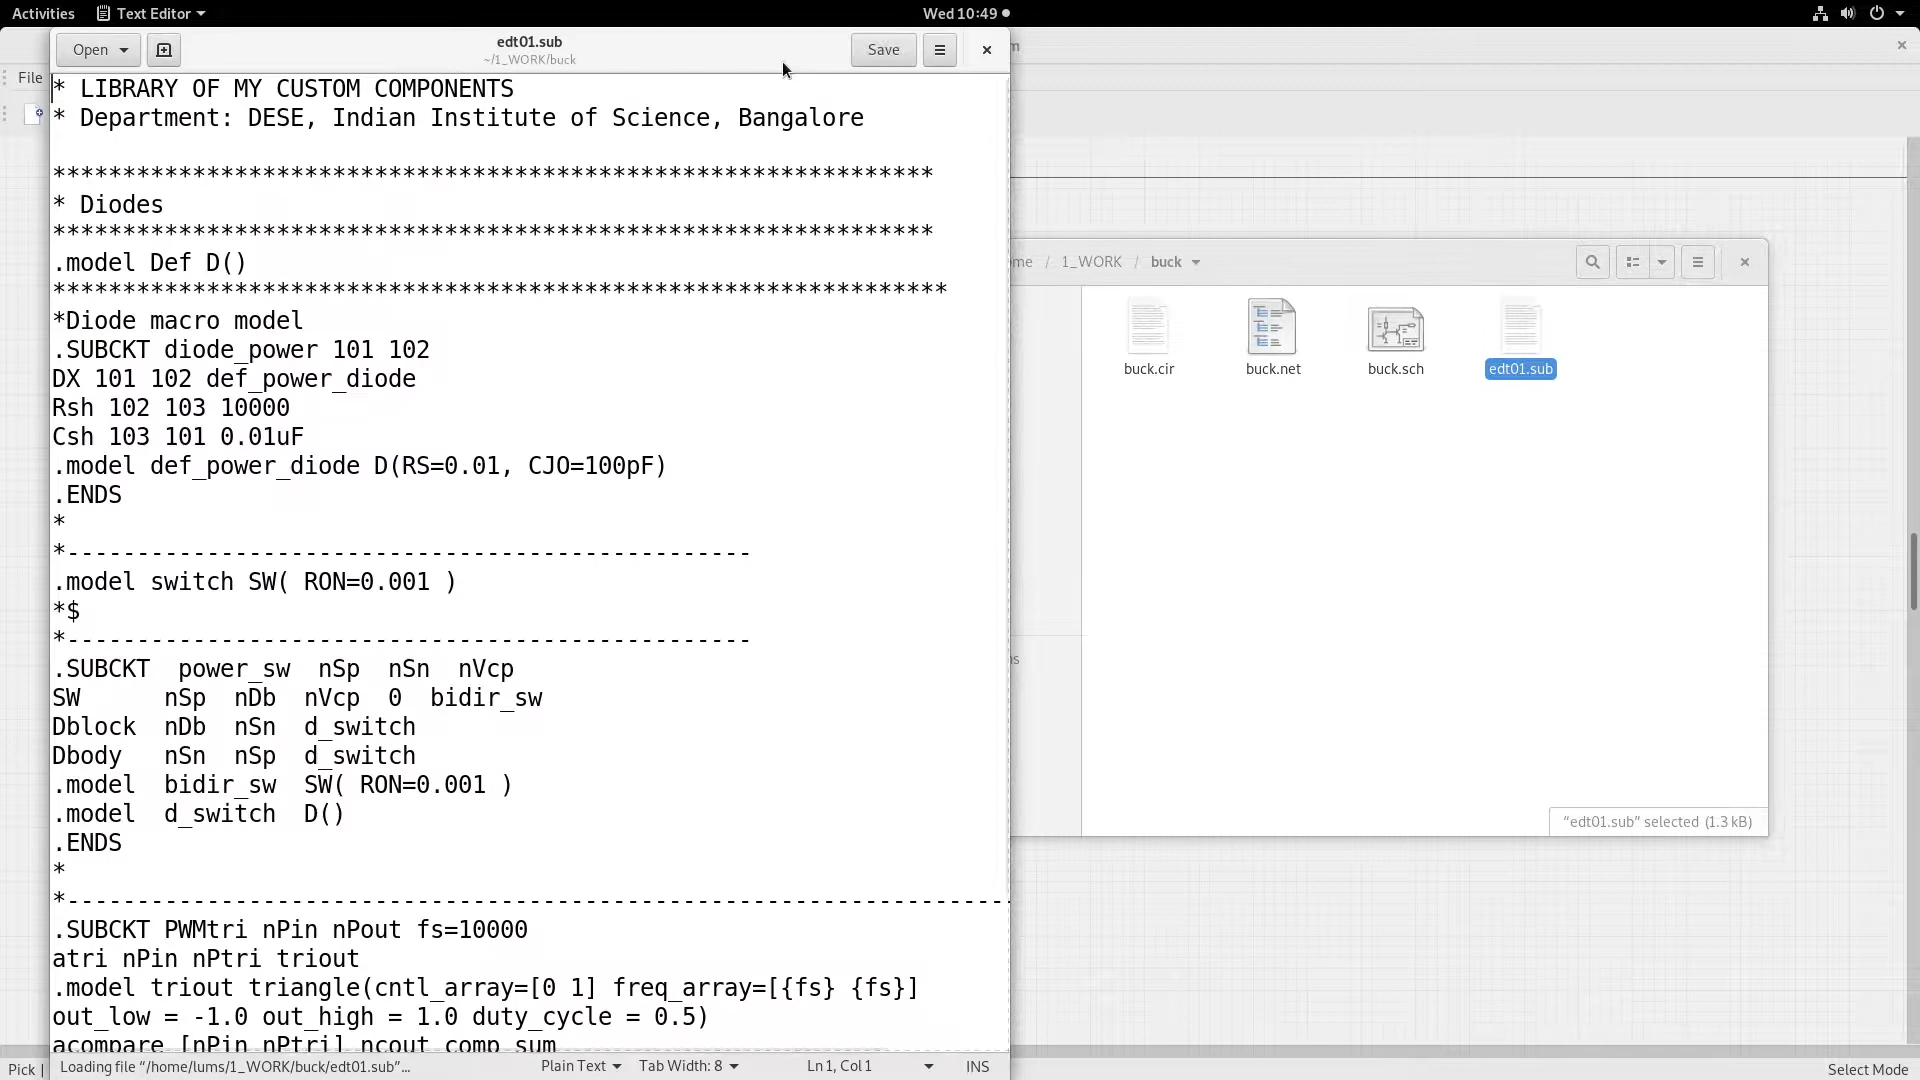 Activities
Text Editor
Wed 10:49
Open
edt01.sub
~/1_WORK/buck
Save
File
* LIBRARY OF MY CUSTOM COMPONENTS
* Department: DESE, Indian Institute of Science, Bangalore
***************************************************************
* Diodes
***************************************************************
.model Def D()
****************************************************************
*Diode macro model
.SUBCKT diode_power 101 102
DX 101 102 def_power_diode
Rsh 102 103 10000
Csh 103 101 0.01uF
.model def_power_diode D(RS=0.01, CJO=100pF)
.ENDS
*
*-------------------------------------------------
.model switch SW( RON=0.001 )
*$
*-------------------------------------------------
.SUBCKT  power_sw  nSp  nSn  nVcp
SW      nSp  nDb  nVcp  0  bidir_sw
Dblock  nDb  nSn  d_switch
Dbody   nSn  nSp  d_switch
.model  bidir_sw  SW( RON=0.001 )
.model  d_switch  D()
.ENDS
*
*-------------------------------------------------------------------
.SUBCKT PWMtri nPin nPout fs=10000
atri nPin nPtri triout
.model triout triangle(cntl_array=[0 1] freq_array=[{fs} {fs}]
out_low = -1.0 out_high = 1.0 duty_cycle = 0.5)
acompare [nPin nPtri] ncout comp_sum
Loading file “/home/lums/1_WORK/buck/edt01.sub”…
Plain Text
Tab Width: 8
Ln 1, Col 1
INS
me / 1_WORK / buck
buck.cir
buck.net
buck.sch
edt01.sub
ns
“edt01.sub” selected (1.3 kB)
Pick
Select Mode